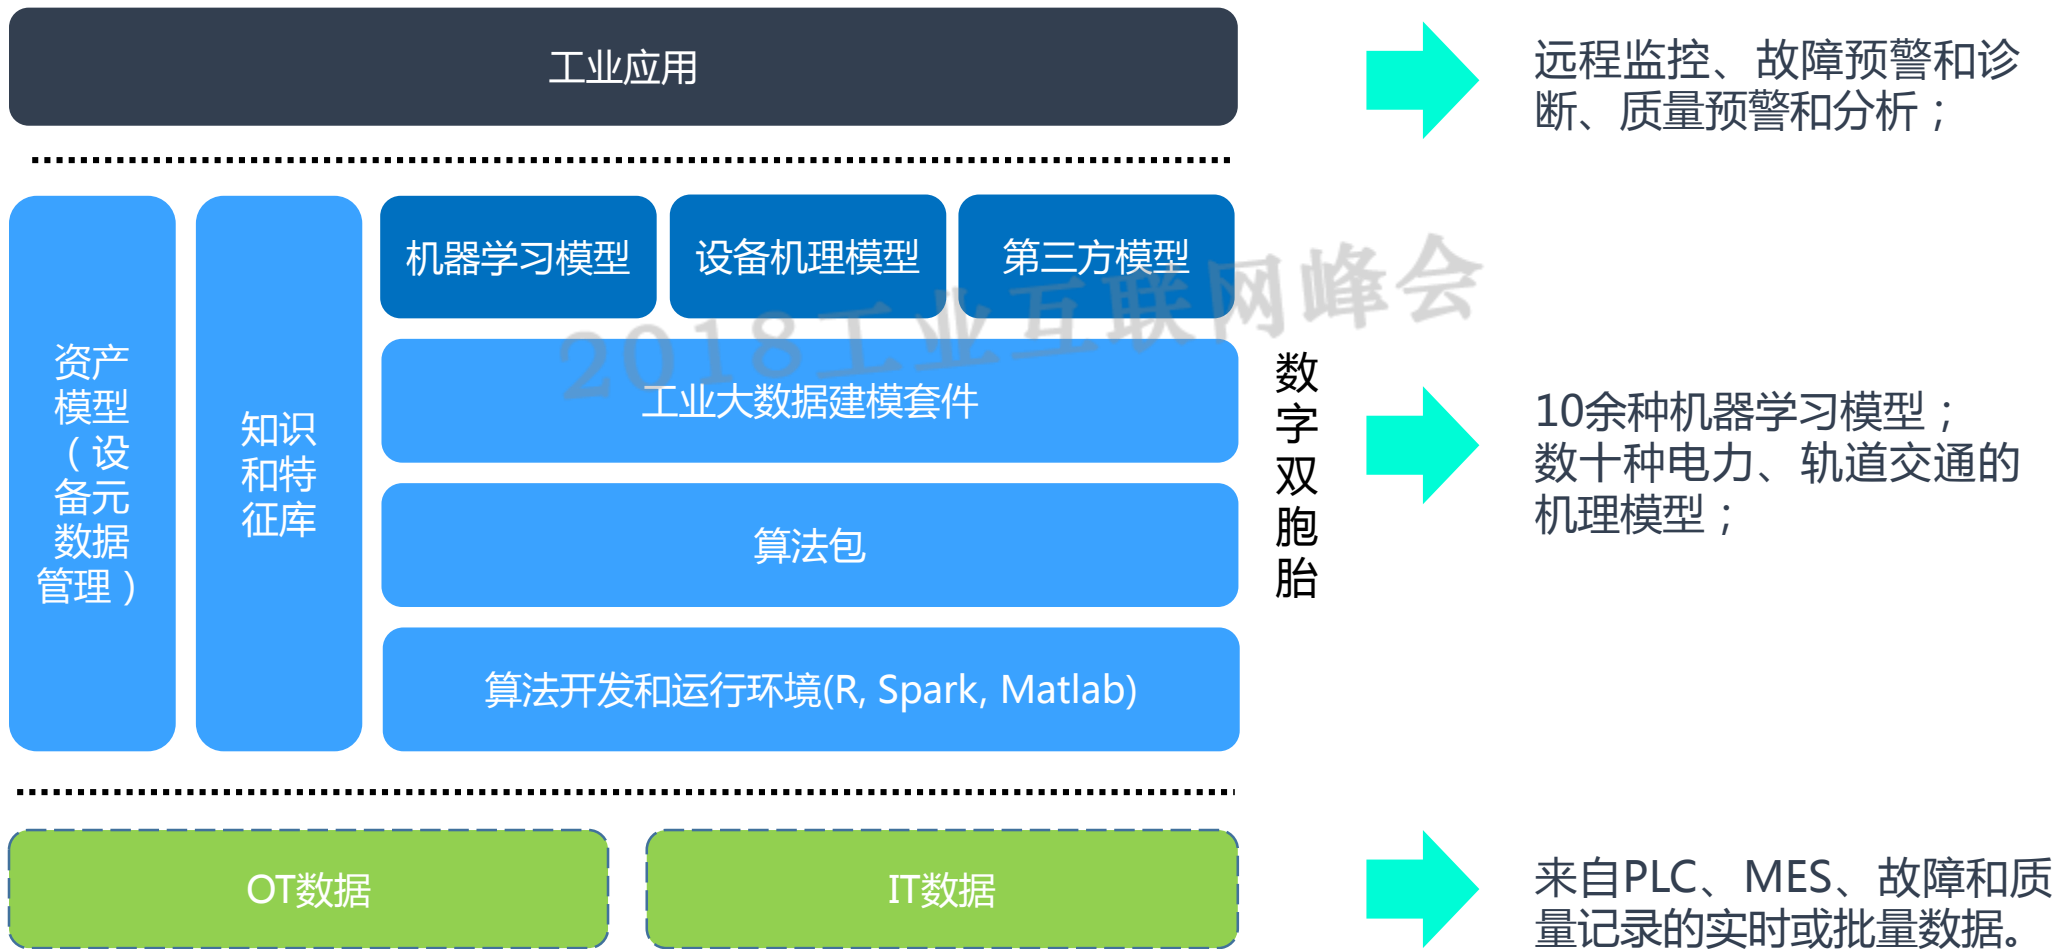 工业应用
远程监控、故障预警和诊
断、质量预警和分析；
资产
模型
（设
备元
数据
管理）
知识
和特
征库
机器学习模型
设备机理模型
第三方模型
2018工业互联网峰会
工业大数据建模套件
算法包
算法开发和运行环境(R, Spark, Matlab)
数
字
双
胞
胎
10余种机器学习模型；
数十种电力、轨道交通的
机理模型；
OT数据
IT数据
来自PLC、MES、故障和质
量记录的实时或批量数据。